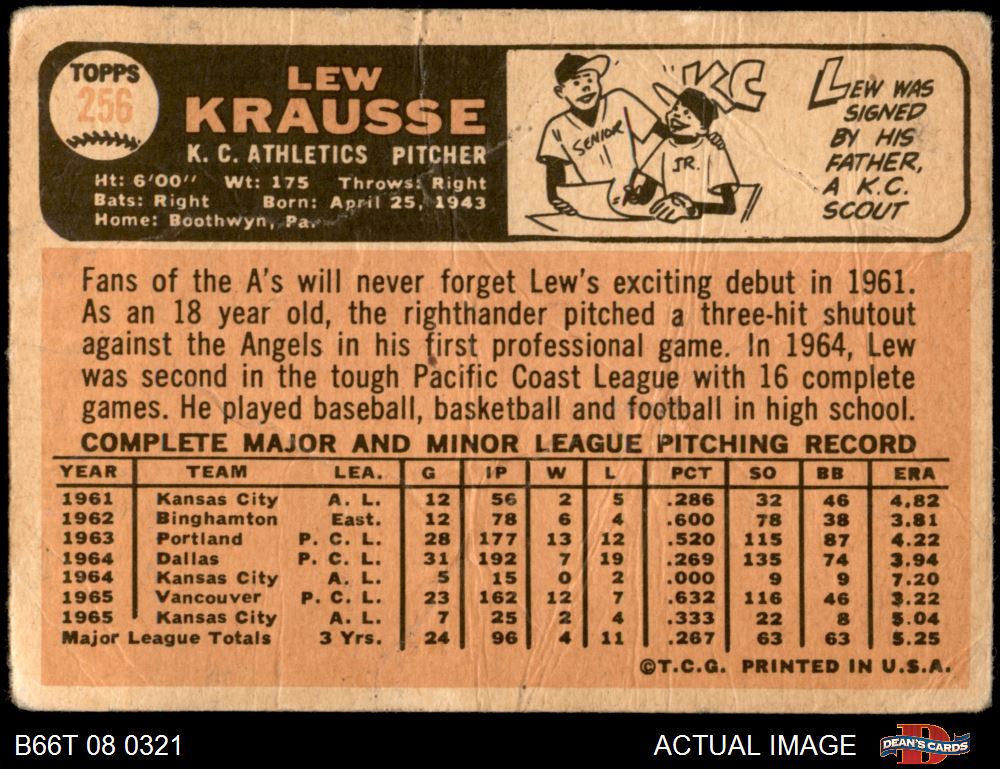 TOPPS
256
LEW
KRAUSSE
K. C. ATHLETICS PITCHER
Ht: 6'00" Wt: 175 Throws: Right
Bats: Right Born: April 25, 1943
Home: Boothwyn, Pa.
KC
SENIOR
JR.
LEW WAS
SIGNED
BY HIS
FATHER,
A K.C.
SCOUT
Fans of the A's will never forget Lew's exciting debut in 1961.
As an 18 year old, the righthander pitched a three-hit shutout
against the Angels in his first professional game. In 1964, Lew
was second in the tough Pacific Coast League with 16 complete
games. He played baseball, basketball and football in high school.
COMPLETE MAJOR AND MINOR LEAGUE PITCHING RECORD
YEAR TEAM LEA. G IP W L PCT SO BB ERA
1961 Kansas City A. L. 12 56 2 5 .286 32 46 4.82
1962 Binghamton East. 12 78 6 4 .600 78 38 3.81
1963 Portland P. C. L. 28 177 13 12 .520 115 87 4.22
1964 Dallas P. C. L. 31 192 7 19 .269 135 74 3.94
1964 Kansas City A. L. 5 15 0 2 .000 9 9 7.20
1965 Vancouver P. C. L. 23 162 12 7 .632 116 46 3.22
1965 Kansas City A. L. 7 25 2 4 .333 22 8 5.04
Major League Totals 3 Yrs. 24 96 4 11 .267 63 63 5.25
©T.C.G. PRINTED IN U.S.A.
B66T 08 0321
ACTUAL IMAGE
DEAN'S CARDS